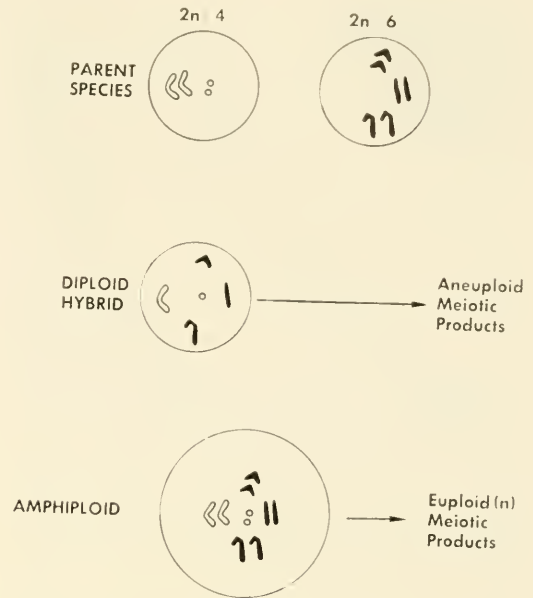 2n 4
2n 6
PARENT
SPECIES
DIPLOID
HYBRID
Aneuploid
Meiotic
Products
AMPHIPLOID
Euploid (n)
Meiotic
Products